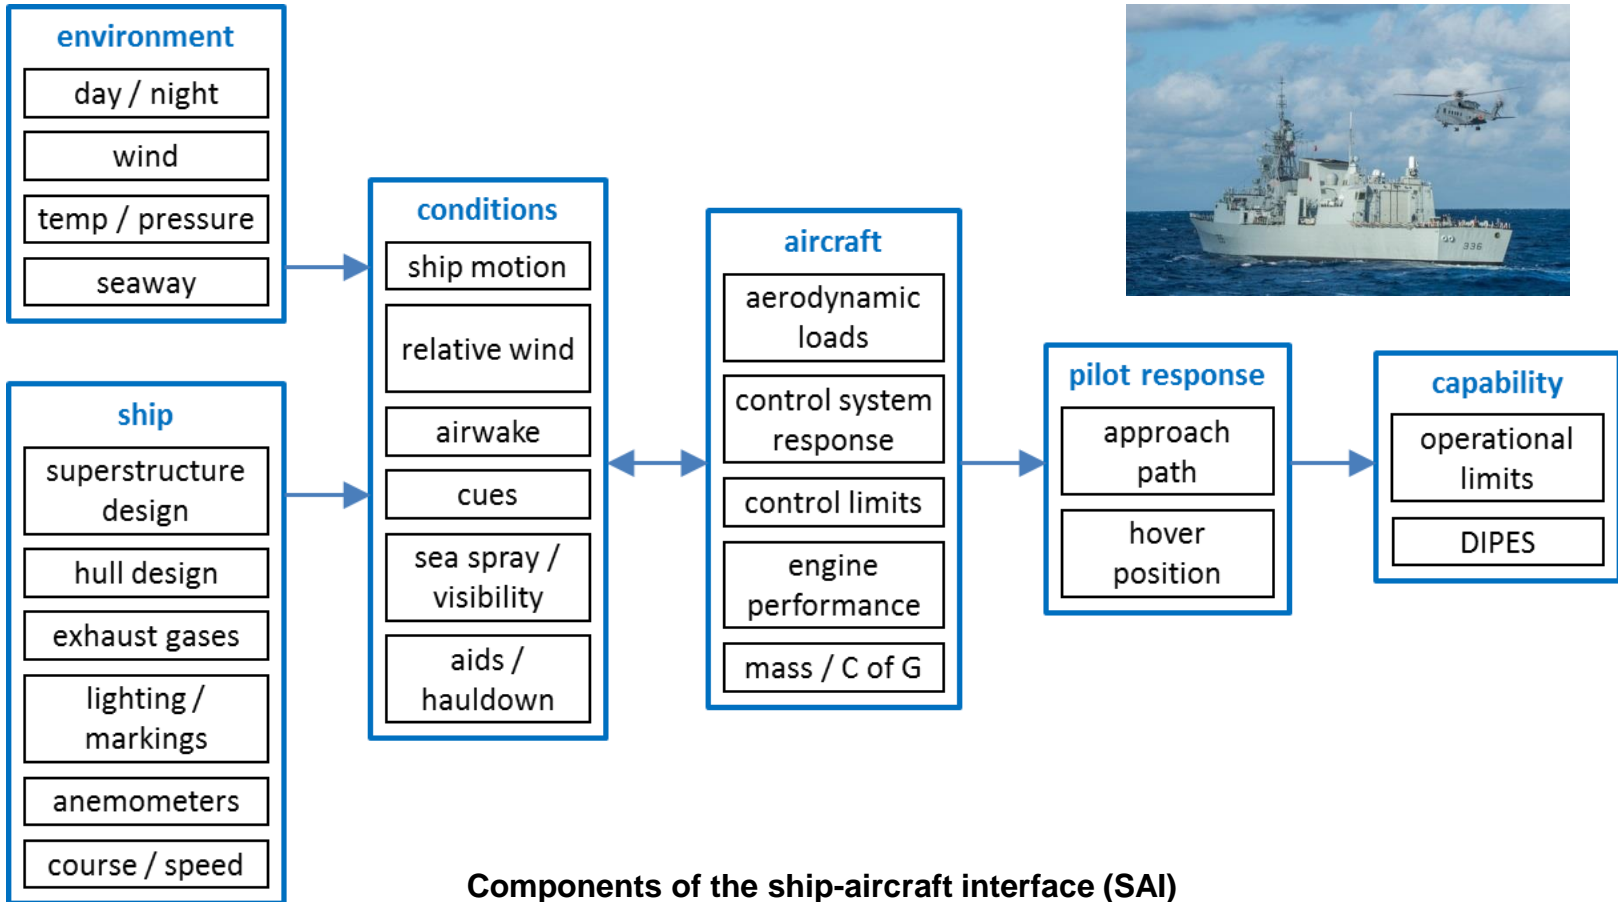 environment
day / night
wind
temp / pressure
seaway
ship
superstructure
design
hull design
exhaust gases
lighting /
markings
anemometers
course / speed
conditions
ship motion
relative wind
airwake
cues
sea spray /
visibility
aids /
hauldown
aircraft
aerodynamic
loads
control system
response
control limits
engine
performance
mass / C of G
pilot response
approach
path
hover
position
capability
operational
limits
DIPES
336
Components of the ship-aircraft interface (SAI)